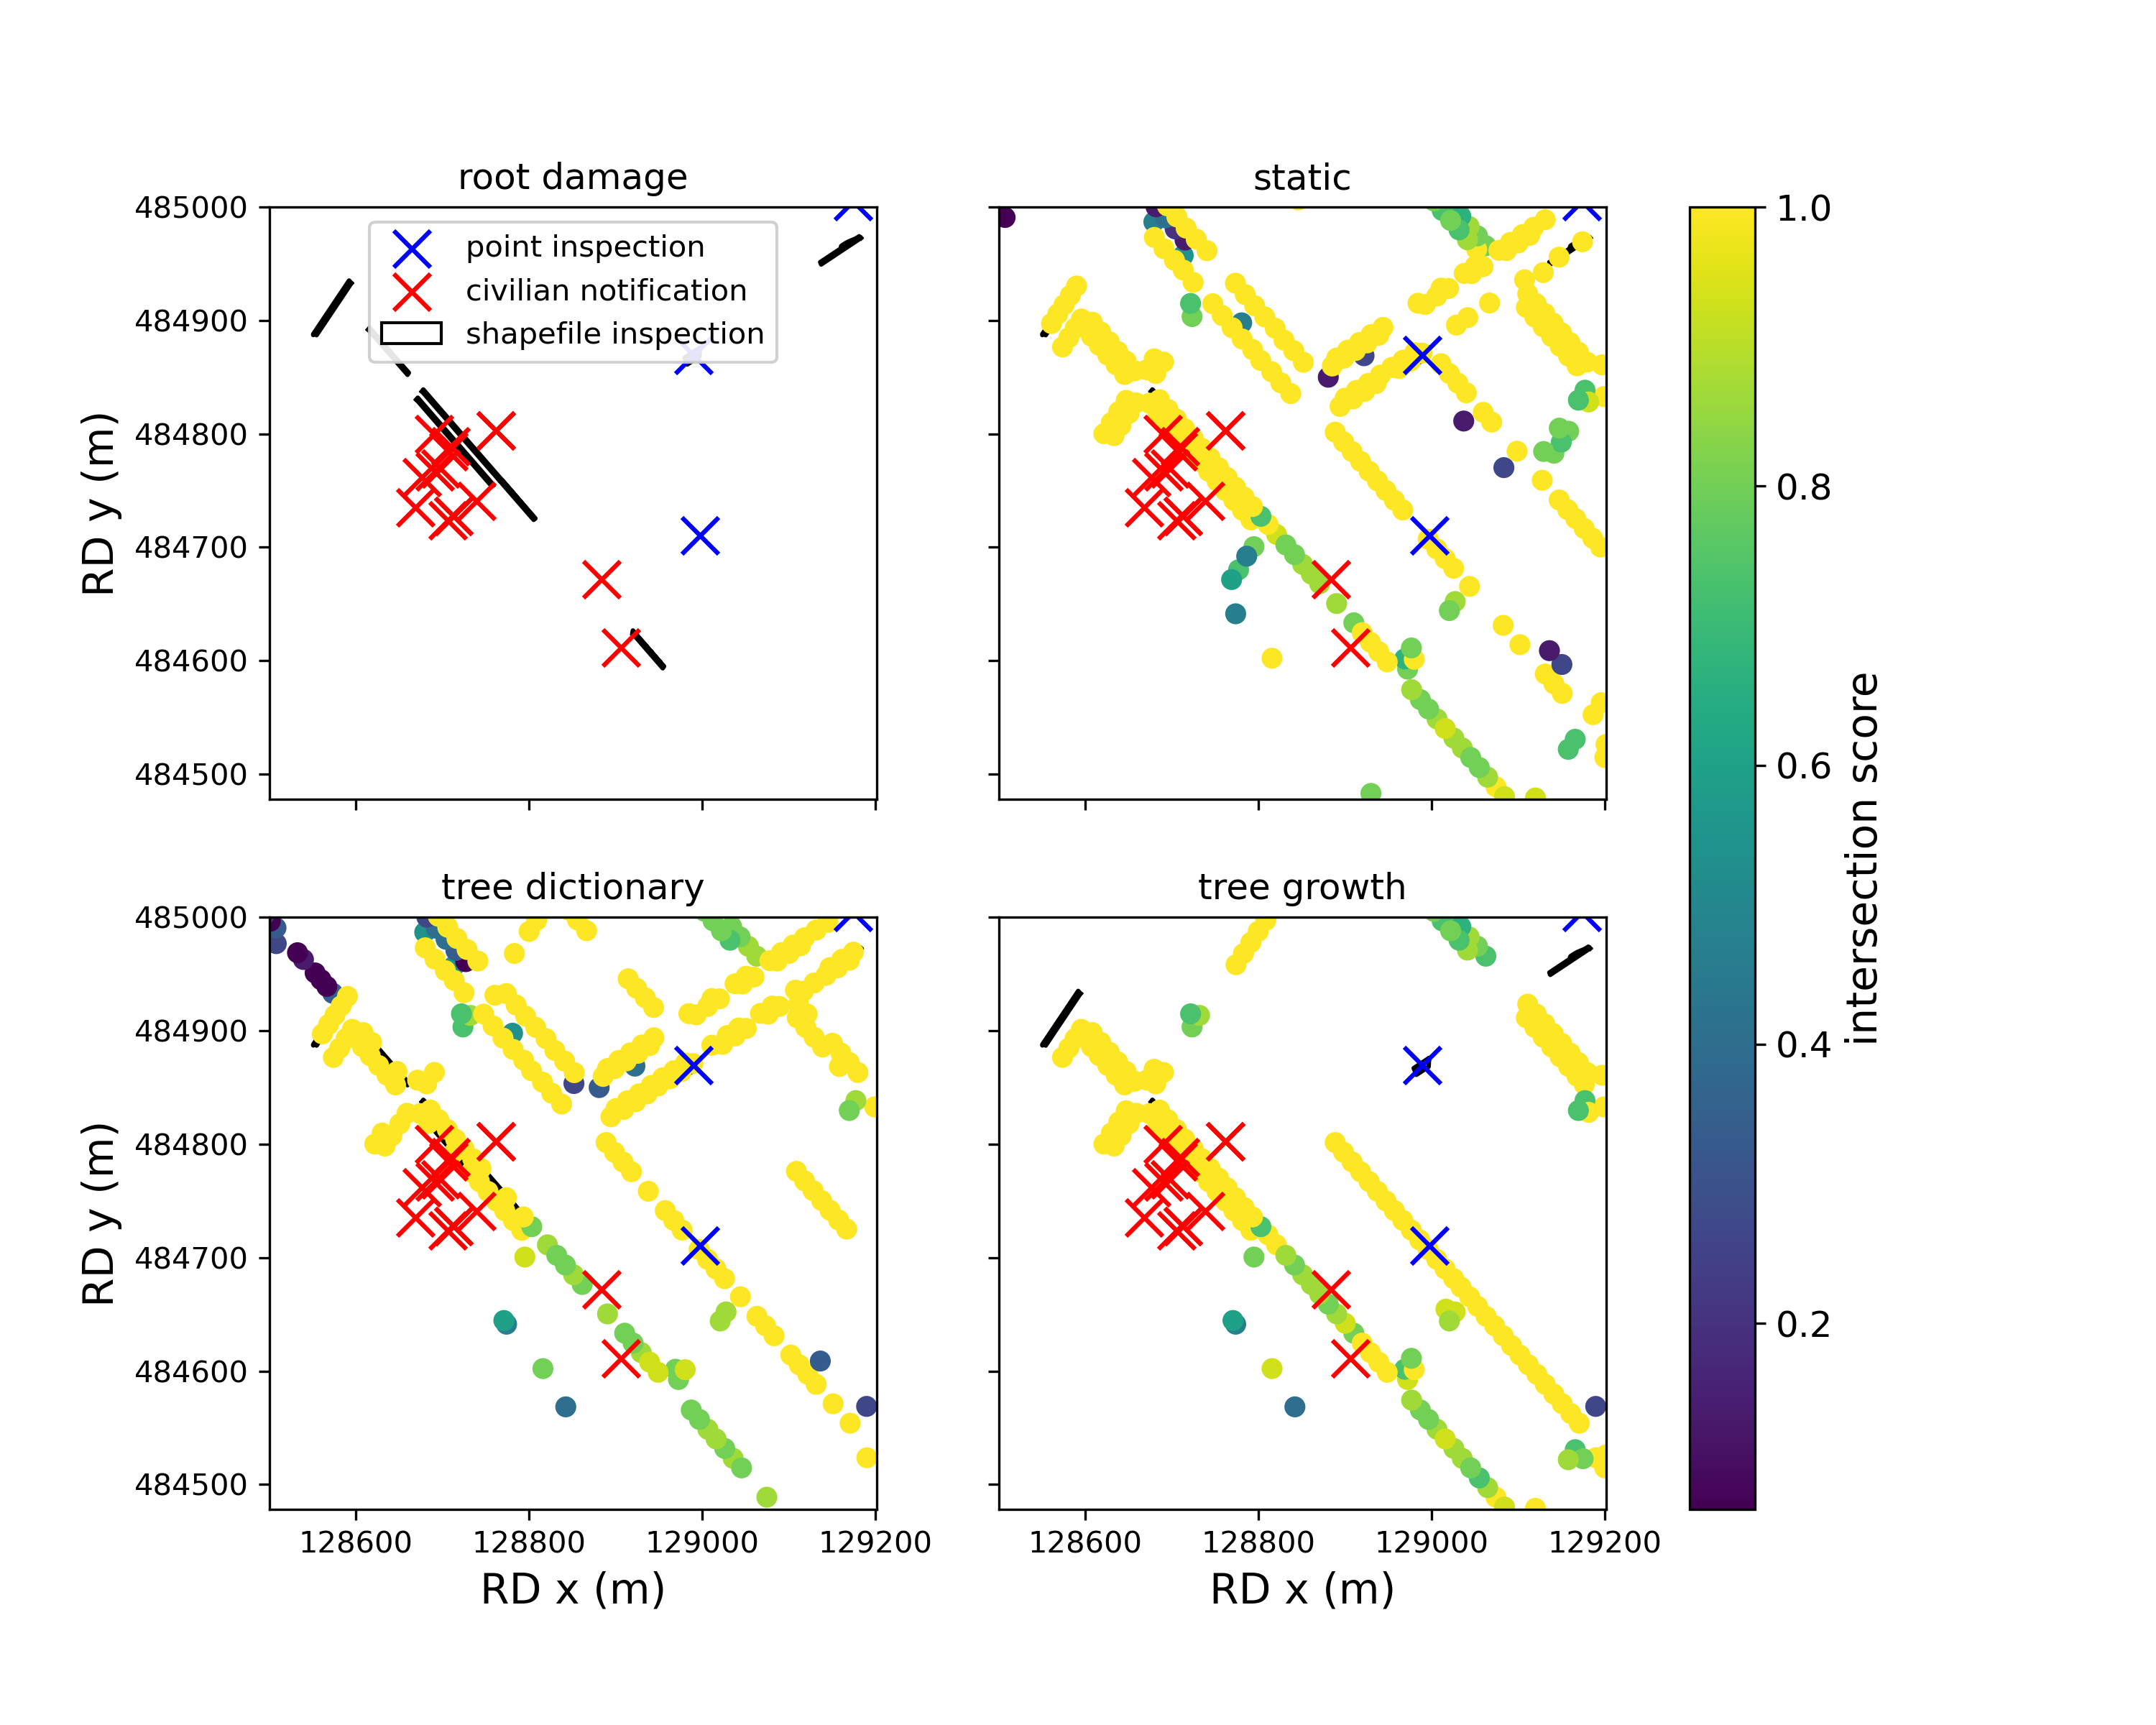 root damage
static
485000
484900
484800
484700
484600
484500
RD y (m)
point inspection
civilian notification
shapefile inspection
tree dictionary
tree growth
485000
484900
484800
484700
484600
484500
RD y (m)
128600
128800
129000
129200
RD x (m)
128600
128800
129000
129200
RD x (m)
1.0
0.8
0.6
0.4
0.2
intersection score